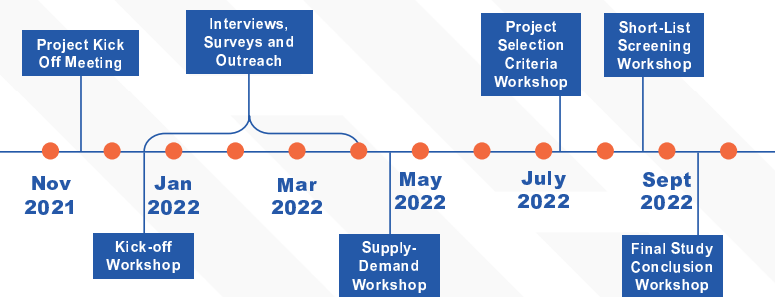 Project Kick
Off Meeting
Interviews,
Surveys and
Outreach
Project
Selection
Criteria
Workshop
Short-List
Screening
Workshop
Nov
2021
Jan
2022
Mar
2022
May
2022
July
2022
Sept
2022
Kick-off
Workshop
Supply-
Demand
Workshop
Final Study
Conclusion
Workshop